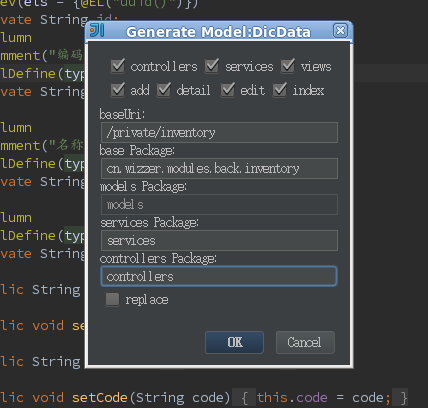 ev(els = {@EL("uuid()")})
vate String id;
lumn
mment("编码
lDefine(typ
vate String
lumn
mment("名称
lDefine(typ
vate String
lumn
lDefine(typ
vate String
lic String
lic void se
lic String
lic void setCode(String code) { this.code = code; }
Generate Model:DicData
controllers services views
add detail edit index
baseUri:
/private/inventory
base Package:
cn.wizzer.modules.back.inventory
models Package:
models
services Package:
services
controllers Package:
controllers
replace
OK Cancel